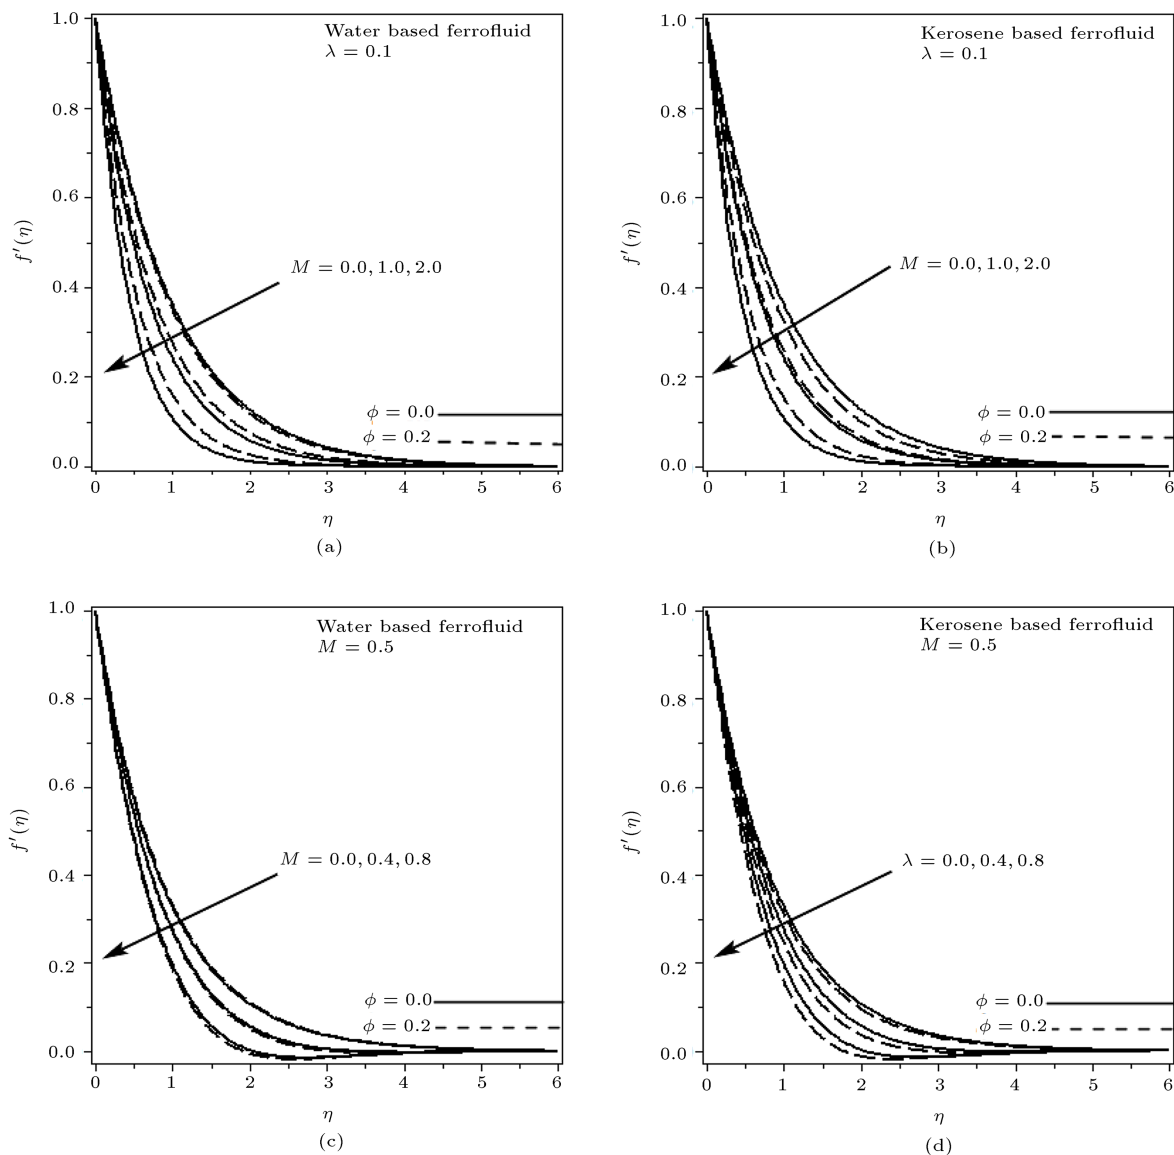 Water based ferrofluid
λ = 0.1
f′(η)
1.0
0.8
0.6
0.4
0.2
0.0
M = 0.0, 1.0, 2.0
ϕ = 0.0
ϕ = 0.2
0 1 2 3 4 5 6
η
(a)
Kerosene based ferrofluid
λ = 0.1
f′(η)
1.0
0.8
0.6
0.4
0.2
0.0
M = 0.0, 1.0, 2.0
ϕ = 0.0
ϕ = 0.2
0 1 2 3 4 5 6
η
(b)
Water based ferrofluid
M = 0.5
f′(η)
1.0
0.8
0.6
0.4
0.2
0.0
M = 0.0, 0.4, 0.8
ϕ = 0.0
ϕ = 0.2
0 1 2 3 4 5 6
η
(c)
Kerosene based ferrofluid
M = 0.5
f′(η)
1.0
0.8
0.6
0.4
0.2
0.0
λ = 0.0, 0.4, 0.8
ϕ = 0.0
ϕ = 0.2
0 1 2 3 4 5 6
η
(d)